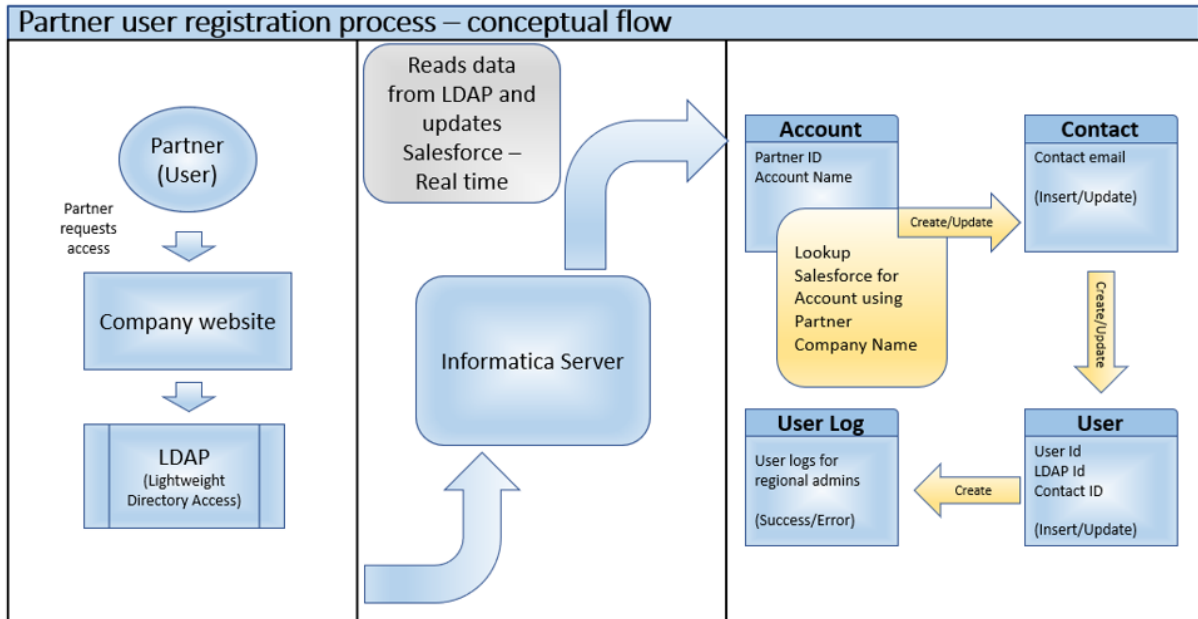 Partner user registration process – conceptual flow
Partner
(User)
Partner
requests
access
Company website
LDAP
(Lightweight
Directory Access)
Reads data
from LDAP and
updates
Salesforce –
Real time
Informatica Server
Account
Partner ID
Account Name
Lookup
Salesforce for
Account using
Partner
Company Name
Create/Update
Contact
Contact email
(Insert/Update)
Create/Update
User
User Id
LDAP Id
Contact ID
(Insert/Update)
Create
User Log
User logs for
regional admins
(Success/Error)